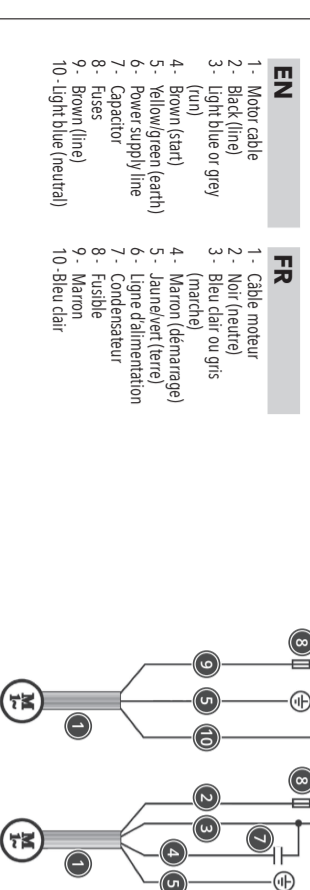 EN
1 - Motor cable
2 - Black (line)
3 - Light blue or grey
(run)
4 - Brown (start)
5 - Yellow/green (earth)
6 - Power supply line
7 - Capacitor
8 - Fuses
9 - Brown (line)
10 - Light blue (neutral)
FR
1 - Câble moteur
2 - Noir (neutre)
3 - Bleu clair ou gris
(marche)
4 - Marron (démarrage)
5 - Jaune/vert (terre)
6 - Ligne d'alimentation
7 - Condensateur
8 - Fusible
9 - Marron
10 -Bleu clair
8
9
5
10
1
M
1~
8
7
2
3
4
5
1
M
1~